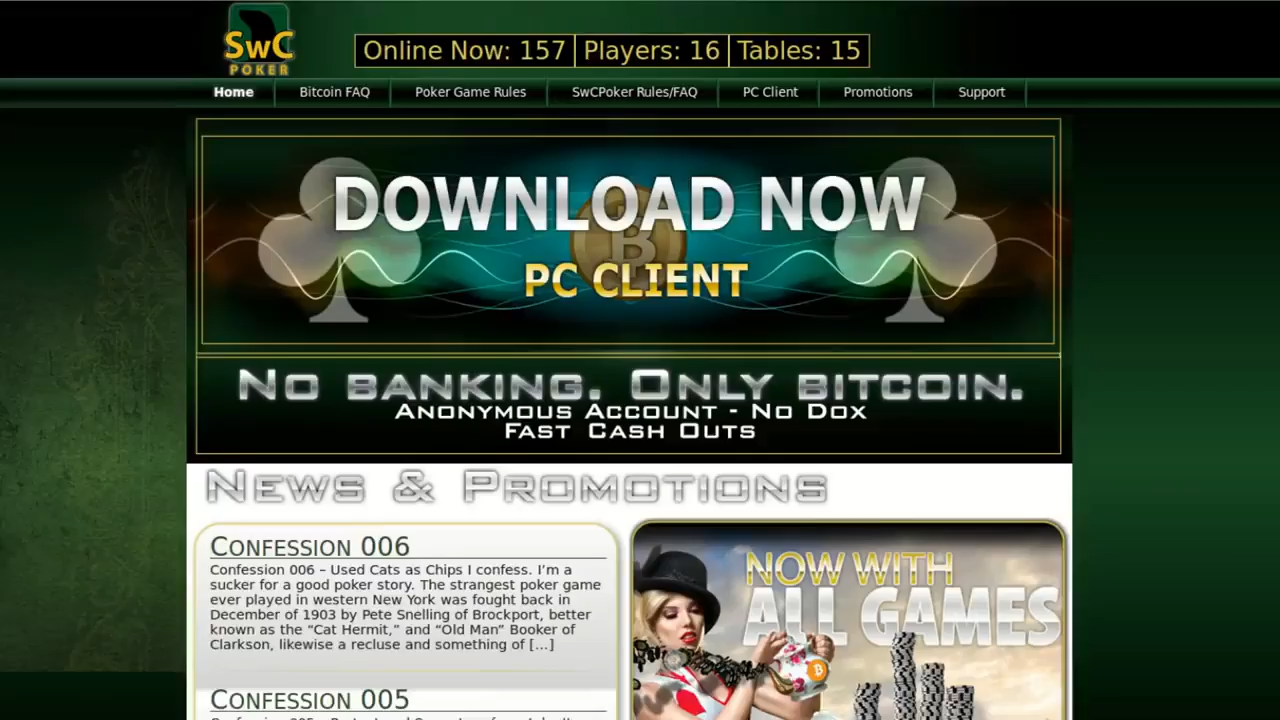 SwC
POKER
Online Now: 157 Players: 16 Tables: 15
Home Bitcoin FAQ Poker Game Rules SwCPoker Rules/FAQ PC Client Promotions Support
DOWNLOAD NOW
B
PC CLIENT
NO BANKING. ONLY BITCOIN.
ANONYMOUS ACCOUNT - NO DOX
FAST CASH OUTS
NEWS & PROMOTIONS
CONFESSION 006
Confession 006 – Used Cats as Chips I confess. I’m a
sucker for a good poker story. The strangest poker game
ever played in western New York was fought back in
December of 1903 by Pete Snelling of Brockport, better
known as the “Cat Hermit,” and “Old Man” Booker of
Clarkson, likewise a recluse and something of [...]
CONFESSION 005
NOW WITH
ALL GAMES